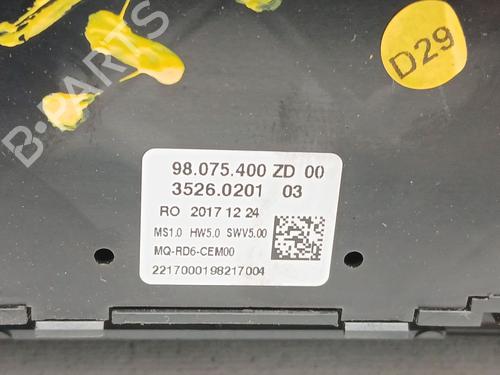 D29
B-PARTS
98.075.400 ZD 00
3526.0201 03
RO 2017 12 24
MS1.0 HW5.0 SWV5.00
MQ-RD6-CEM00
2217000198217004